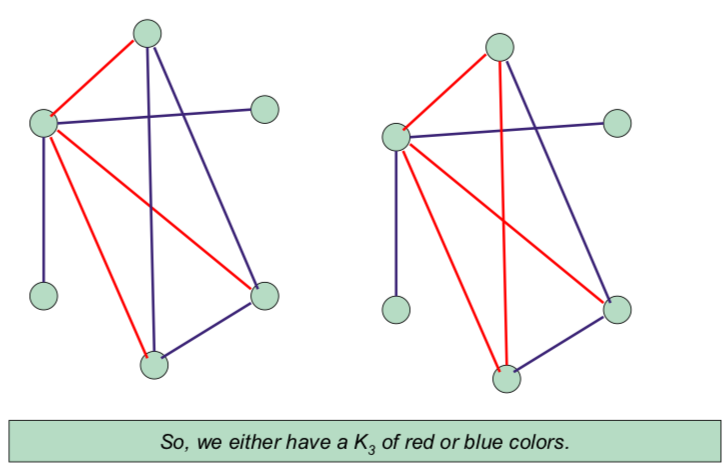 So, we either have a K₃ of red or blue colors.